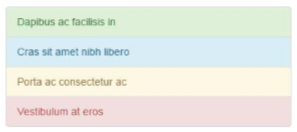 Dapibus ac facilisis in
Cras sit amet nibh libero
Porta ac consectetur ac
Vestibulum at eros